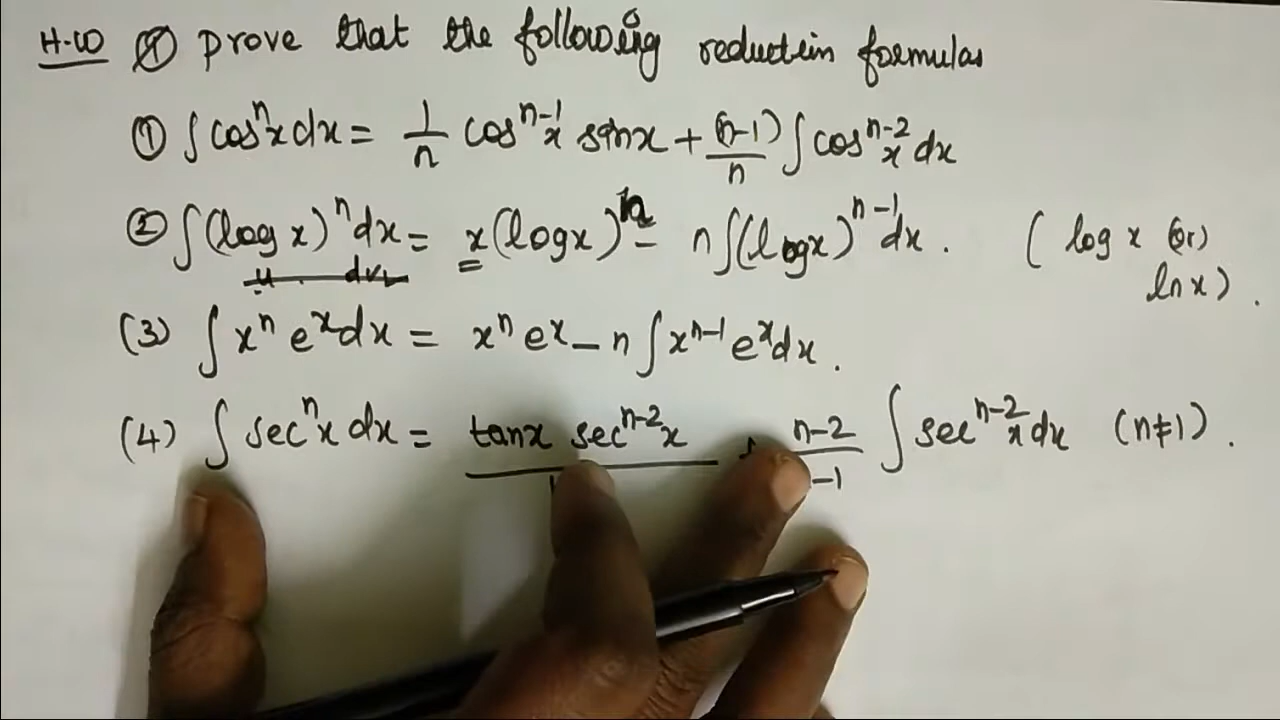 H.W Q prove that the following reduction formulas
① ∫ cosⁿx dx = 1/n cosⁿ⁻¹x sinx + (n-1)/n ∫ cosⁿ⁻²x dx
② ∫ (log x)ⁿ dx = x (logx)ⁿ - n ∫ (logx)ⁿ⁻¹ dx. ( log x (or)
u dv
ln x).
(3) ∫ xⁿ eˣ dx = xⁿ eˣ - n ∫ xⁿ⁻¹ eˣ dx.
(4) ∫ secⁿx dx = tanx secⁿ⁻²x n-2 / -1 ∫ secⁿ⁻²x dx (n≠1).